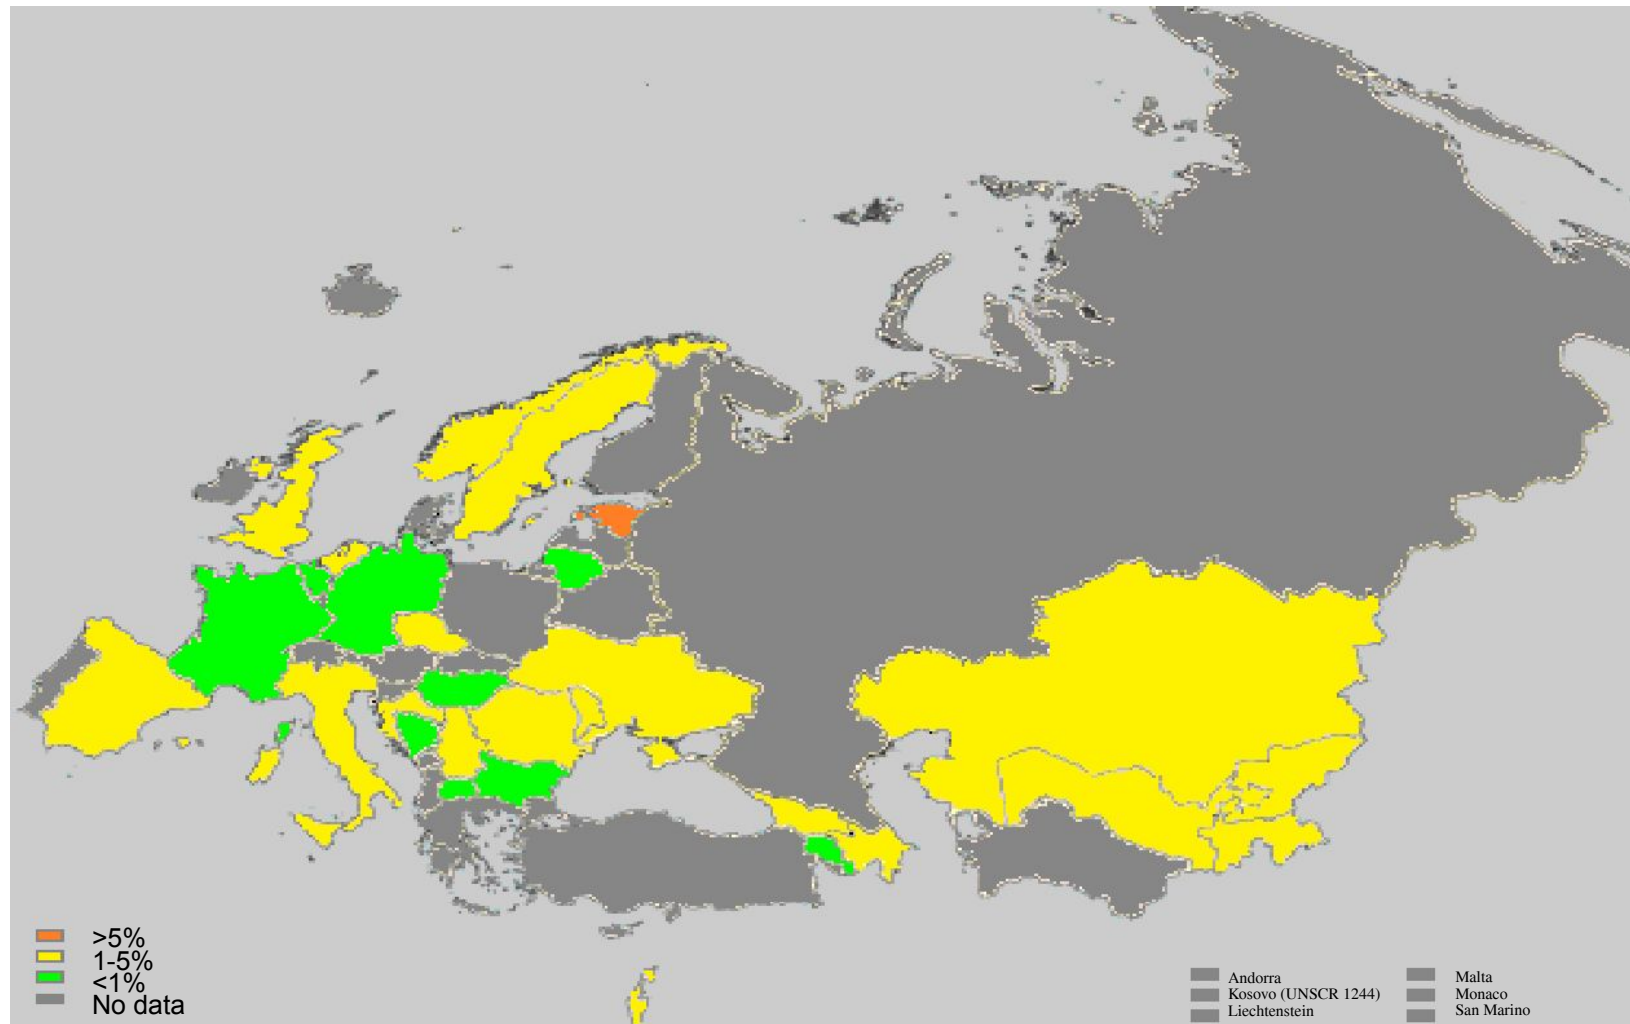 >5%
1-5%
<1%
No data
Andorra
Kosovo (UNSCR 1244)
Liechtenstein
Malta
Monaco
San Marino